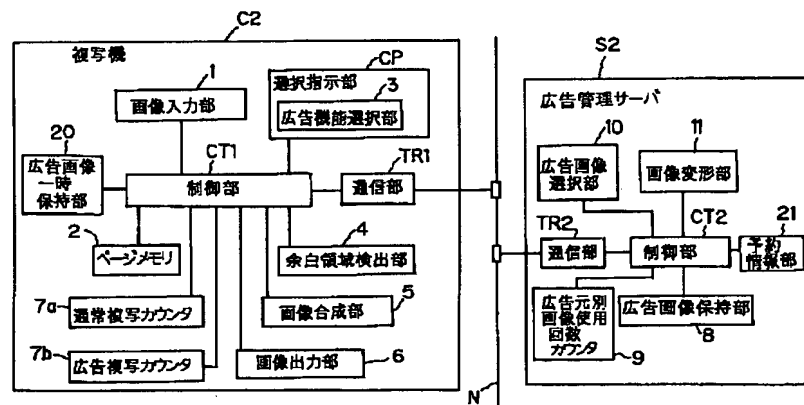 C2
複写機
1
画像入力部
CP
選択指示部
3
広告機能選択部
20
広告画像
一時
保持部
CT1
制御部
TR1
通信部
2
ページメモリ
4
余白領域検出部
7a
通常複写カウンタ
5
画像合成部
7b
広告複写カウンタ
6
画像出力部
N
S2
広告管理サーバ
10
広告画像
選択部
11
画像変形部
TR2
通信部
CT2
制御部
21
予約
情報部
広告元別
画像使用
回数
カウンタ
9
広告画像保持部
8